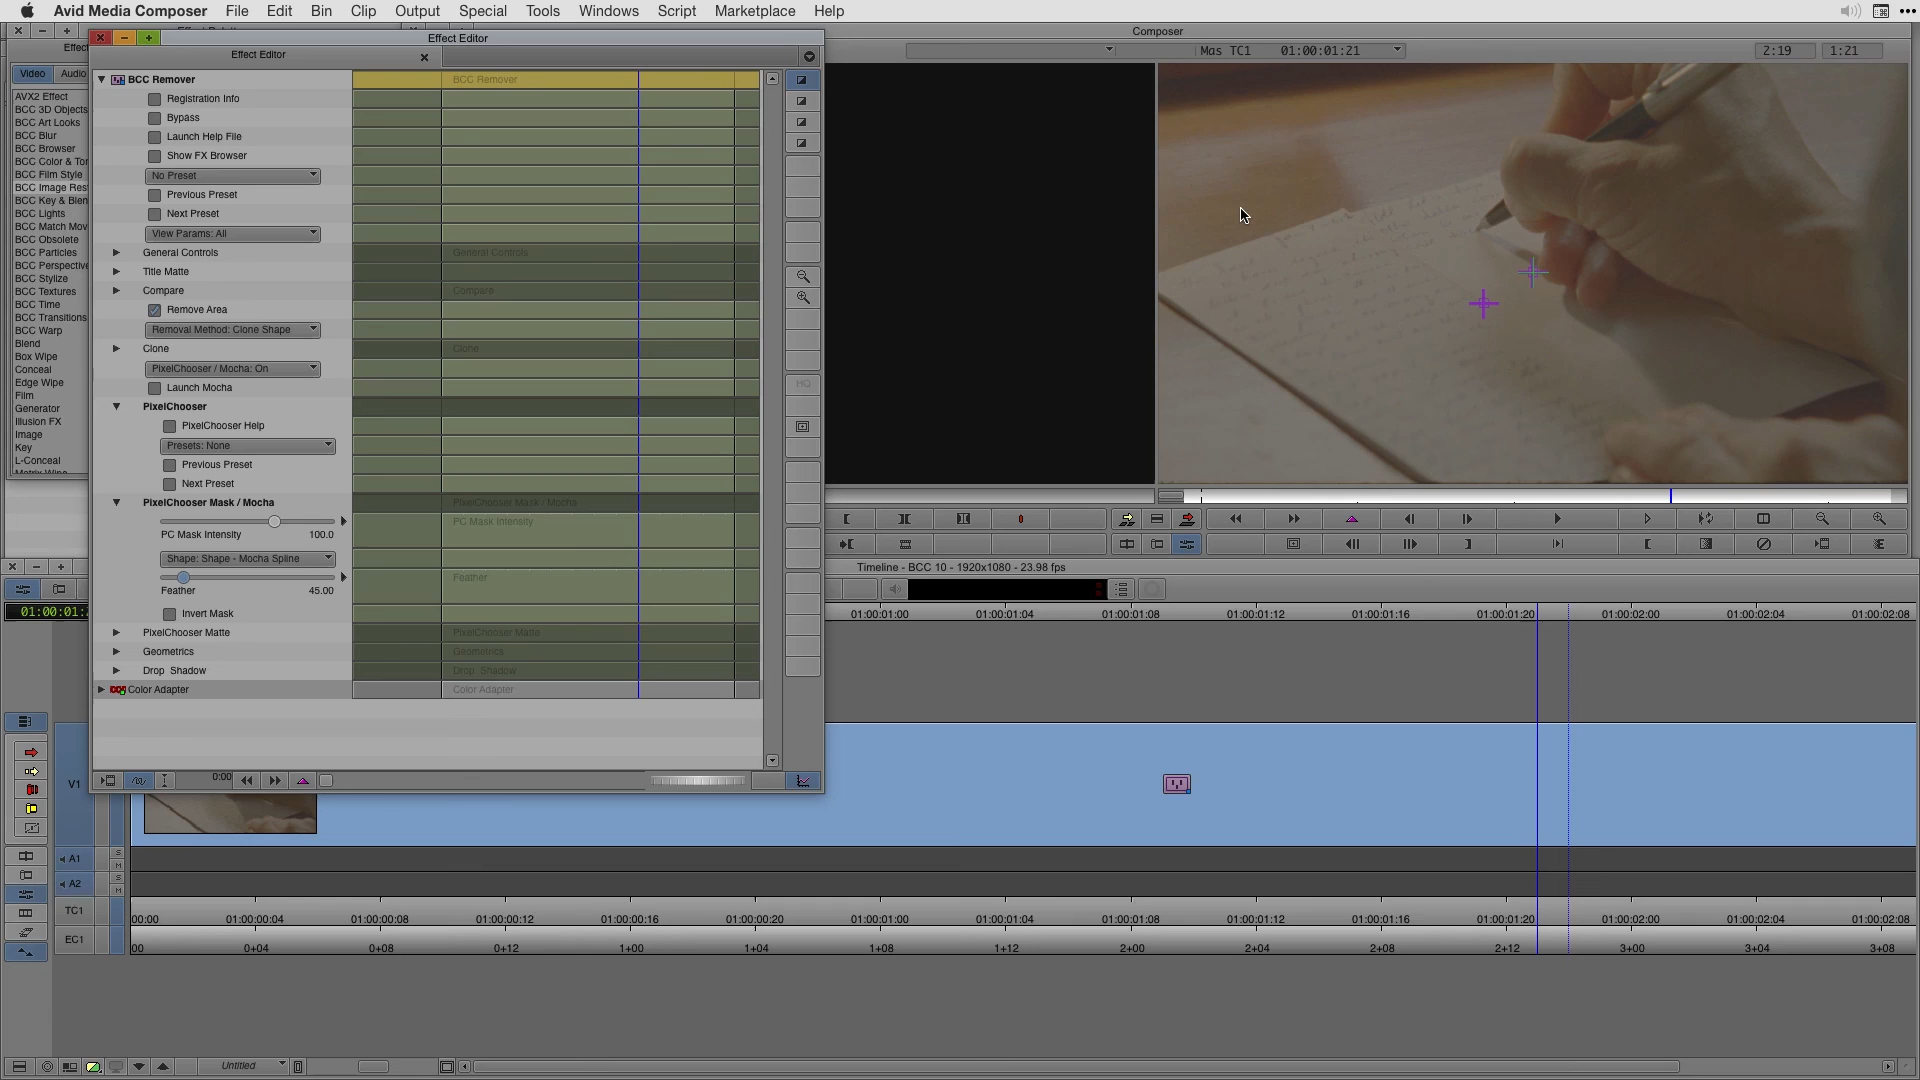 Avid Media Composer File Edit Bin Clip Output Special Tools Windows Script Marketplace Help
Composer
Effect Editor
Effect Editor
Mas TC1 01:00:01:21
2:19 1:21
Video Audio
AVX2 Effect
BCC 3D Objects
BCC Art Looks
BCC Blur
BCC Browser
BCC Color & To
BCC Film Style
BCC Image Res
BCC Key & Blen
BCC Lights
BCC Match Mov
BCC Obsolete
BCC Particles
BCC Perspective
BCC Stylize
BCC Textures
BCC Time
BCC Transitions
BCC Warp
Blend
Box Wipe
Conceal
Edge Wipe
Film
Generator
Illusion FX
Image
Key
L-Conceal
BCC Remover BCC Remover
Registration Info
Bypass
Launch Help File
Show FX Browser
No Preset
Previous Preset
Next Preset
View Params: All
General Controls General Controls
Title Matte
Compare Compare
Remove Area
Removal Method: Clone Shape
Clone Clone
PixelChooser / Mocha: On
Launch Mocha
PixelChooser
PixelChooser Help
Presets: None
Previous Preset
Next Preset
PixelChooser Mask / Mocha PixelChooser Mask / Mocha
PC Mask Intensity
PC Mask Intensity 100.0
Shape: Shape - Mocha Spline
Feather
Feather 45.00
Invert Mask
PixelChooser Matte PixelChooser Matte
Geometrics Geometrics
Drop Shadow Drop Shadow
Color Adapter Color Adapter
0:00
HQ
Timeline - BCC 10 - 1920x1080 - 23.98 fps
01:00:01:
01:00:01:00 01:00:01:04 01:00:01:08 01:00:01:12 01:00:01:16 01:00:01:20 01:00:02:00 01:00:02:04 01:00:02:08
V1
A1 S M
A2 S M
TC1 00:00 01:00:00:04 01:00:00:08 01:00:00:12 01:00:00:16 01:00:00:20 01:00:01:00 01:00:01:04 01:00:01:08 01:00:01:12 01:00:01:16 01:00:01:20 01:00:02:00 01:00:02:04 01:00:02:08
EC1 00 0+04 0+08 0+12 1+00 1+04 1+08 1+12 2+00 2+04 2+08 2+12 3+00 3+04 3+08
Untitled